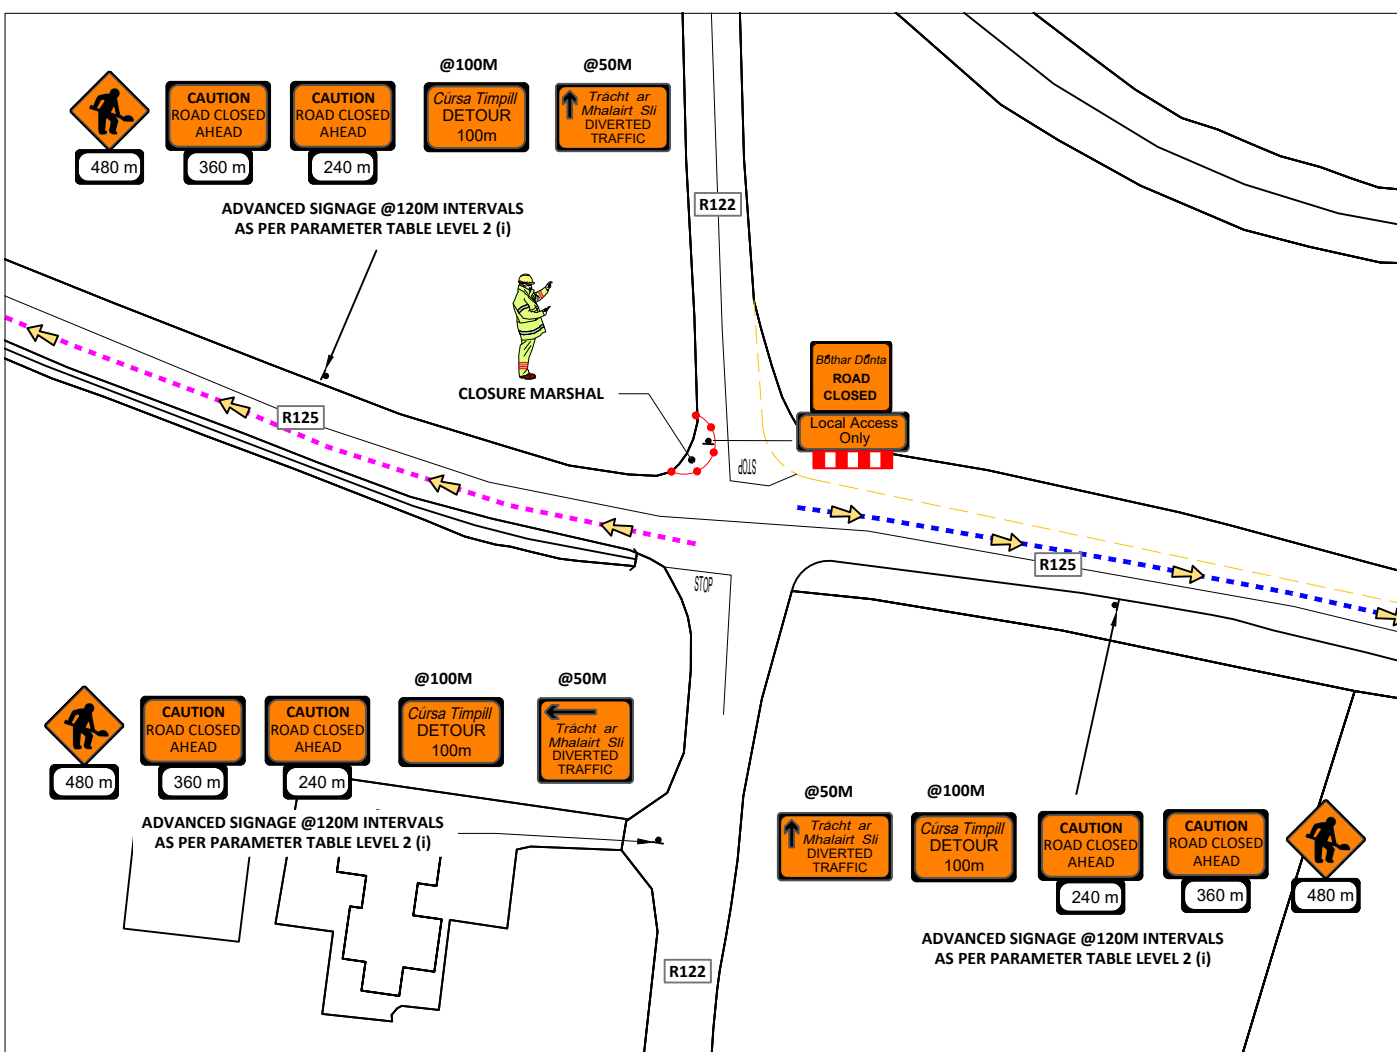 @100M
@50M
CAUTION
ROAD CLOSED
AHEAD
CAUTION
ROAD CLOSED
AHEAD
Cúrsa Timpill
DETOUR
100m
Trácht ar
Mhalairt Slí
DIVERTED
TRAFFIC
480 m
360 m
240 m
ADVANCED SIGNAGE @120M INTERVALS
AS PER PARAMETER TABLE LEVEL 2 (i)
R122
CLOSURE MARSHAL
Bóthar Dúnta
ROAD
CLOSED
Local Access
Only
R125
STOP
R125
STOP
@100M
@50M
CAUTION
ROAD CLOSED
AHEAD
CAUTION
ROAD CLOSED
AHEAD
Cúrsa Timpill
DETOUR
100m
Trácht ar
Mhalairt Slí
DIVERTED
TRAFFIC
480 m
360 m
240 m
ADVANCED SIGNAGE @120M INTERVALS
AS PER PARAMETER TABLE LEVEL 2 (i)
@50M
@100M
Trácht ar
Mhalairt Slí
DIVERTED
TRAFFIC
Cúrsa Timpill
DETOUR
100m
CAUTION
ROAD CLOSED
AHEAD
CAUTION
ROAD CLOSED
AHEAD
240 m
360 m
480 m
ADVANCED SIGNAGE @120M INTERVALS
AS PER PARAMETER TABLE LEVEL 2 (i)
R122